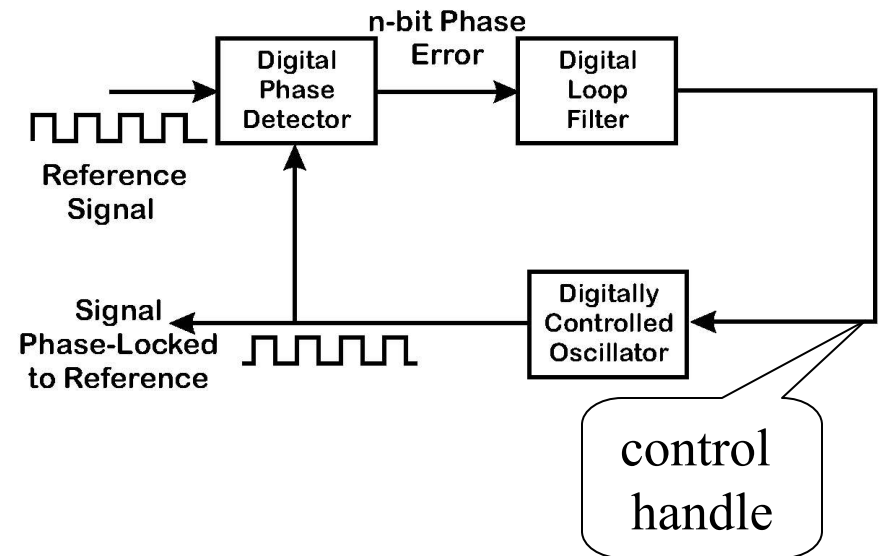 n-bit Phase
Error
Digital
Phase
Detector
Digital
Loop
Filter
Reference
Signal
Signal
Phase-Locked
to Reference
Digitally
Controlled
Oscillator
control
handle